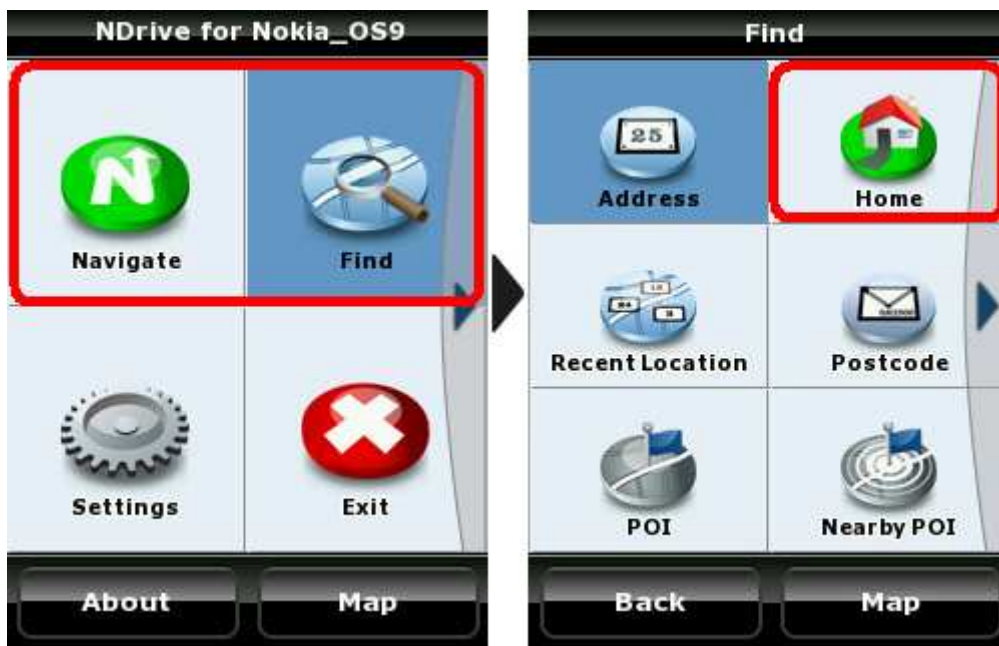 NDrive for Nokia_OS9
Navigate
Find
Settings
Exit
About
Map
Find
25
Address
Home
Recent Location
Postcode
POI
Nearby POI
Back
Map